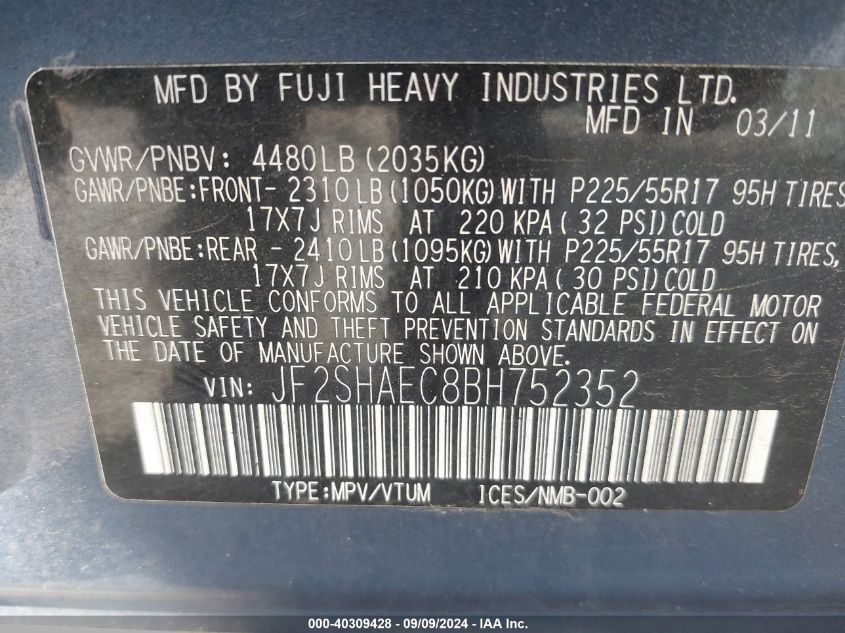 MFD BY FUJI HEAVY INDUSTRIES LTD.
MFD IN 03/11
GVWR/PNBV: 4480LB(2035KG)
GAWR/PNBE:FRONT- 2310LB(1050KG)WITH P225/55R17 95H TIRES
17X7J RIMS AT 220 KPA( 32 PSI)COLD
GAWR/PNBE:REAR - 2410LB(1095KG)WITH P225/55R17 95H TIRES,
17X7J RIMS AT 210 KPA( 30 PSI)COLD
THIS VEHICLE CONFORMS TO ALL APPLICABLE FEDERAL MOTOR
VEHICLE SAFETY AND THEFT PREVENTION STANDARDS IN EFFECT ON
THE DATE OF MANUFACTURE SHOWN ABOVE.
VIN: JF2SHAEC8BH752352
TYPE:MPV/VTUM ICES/NMB-002
000-40309428 - 09/09/2024 - WWW.IAAI.COM